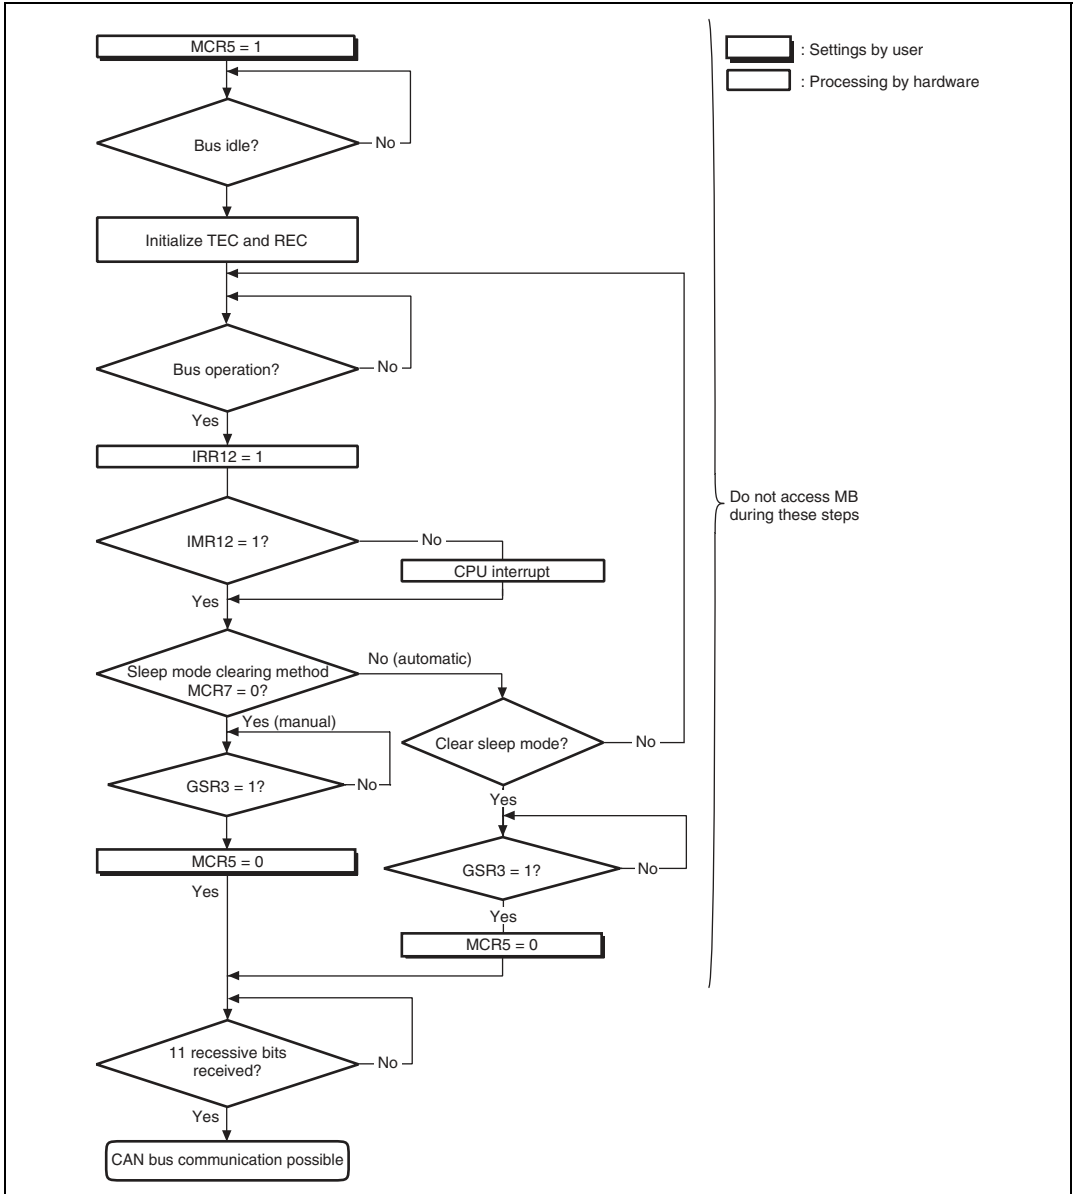 MCR5 = 1
: Settings by user
: Processing by hardware
Bus idle?
No
Initialize TEC and REC
Bus operation?
No
Yes
IRR12 = 1
Do not access MB
during these steps
IMR12 = 1?
No
CPU interrupt
Yes
Sleep mode clearing method
MCR7 = 0?
No (automatic)
Yes (manual)
Clear sleep mode?
No
GSR3 = 1?
No
Yes
MCR5 = 0
Yes
GSR3 = 1?
No
Yes
MCR5 = 0
11 recessive bits
received?
No
Yes
CAN bus communication possible